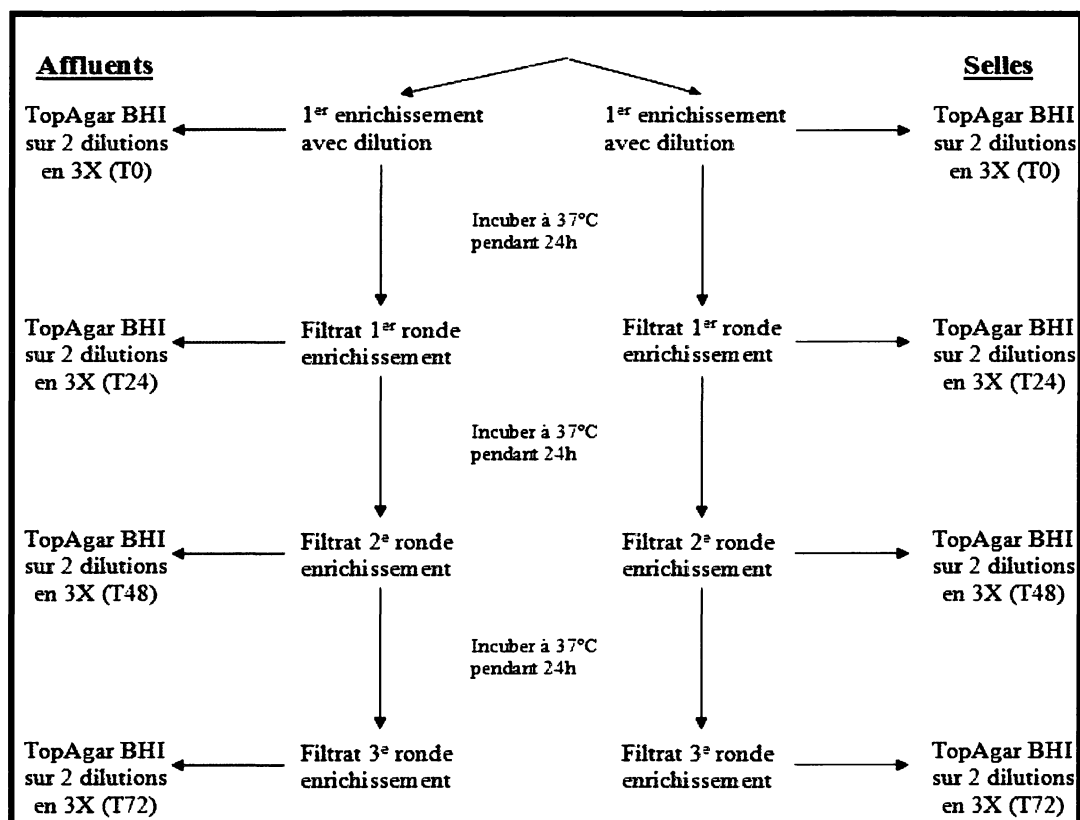 Affluents
Selles
TopAgar BHI
sur 2 dilutions
en 3X (T0)
1er enrichissement
avec dilution
1er enrichissement
avec dilution
TopAgar BHI
sur 2 dilutions
en 3X (T0)
Incuber à 37°C
pendant 24h
TopAgar BHI
sur 2 dilutions
en 3X (T24)
Filtrat 1er ronde
enrichissement
Filtrat 1er ronde
enrichissement
TopAgar BHI
sur 2 dilutions
en 3X (T24)
Incuber à 37°C
pendant 24h
TopAgar BHI
sur 2 dilutions
en 3X (T48)
Filtrat 2e ronde
enrichissement
Filtrat 2e ronde
enrichissement
TopAgar BHI
sur 2 dilutions
en 3X (T48)
Incuber à 37°C
pendant 24h
TopAgar BHI
sur 2 dilutions
en 3X (T72)
Filtrat 3e ronde
enrichissement
Filtrat 3e ronde
enrichissement
TopAgar BHI
sur 2 dilutions
en 3X (T72)